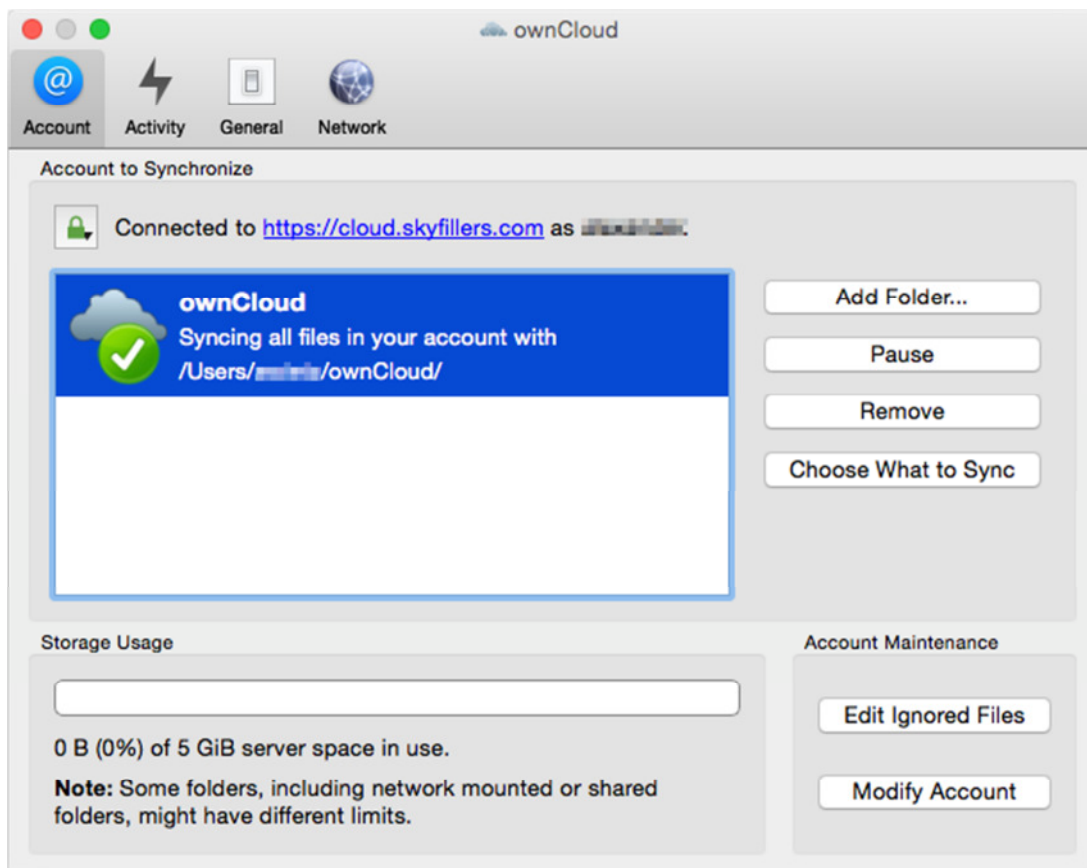 ownCloud
Account Activity General Network
Account to Synchronize
Connected to https://cloud.skyfillers.com as
ownCloud
Syncing all files in your account with
/Users/ /ownCloud/
Add Folder...
Pause
Remove
Choose What to Sync
Storage Usage
0 B (0%) of 5 GiB server space in use.
Note: Some folders, including network mounted or shared
folders, might have different limits.
Account Maintenance
Edit Ignored Files
Modify Account